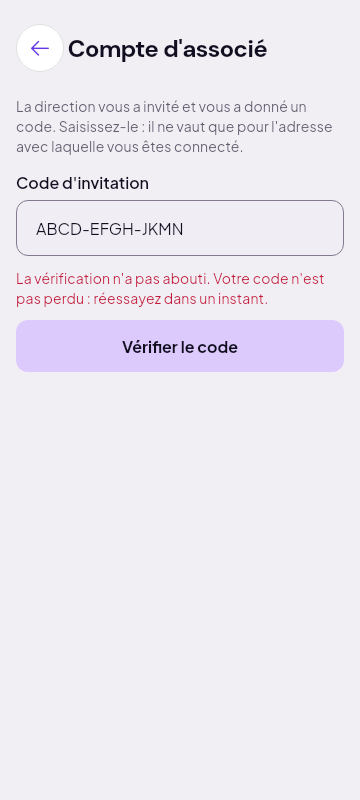 Compte d'associé
La direction vous a invité et vous a donné un
code. Saisissez-le : il ne vaut que pour l'adresse
avec laquelle vous êtes connecté.
Code d'invitation
ABCD-EFGH-JKMN
La vérification n'a pas abouti. Votre code n'est
pas perdu : réessayez dans un instant.
Vérifier le code